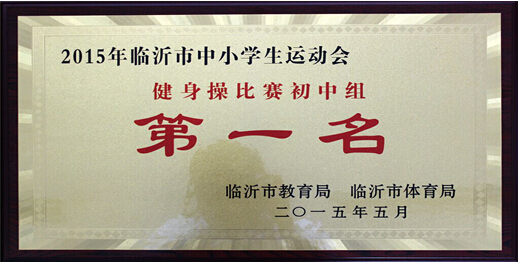 2015年临沂市中小学生运动会
健身操比赛初中组
第一名
临沂市教育局 临沂市体育局
二〇一五年五月